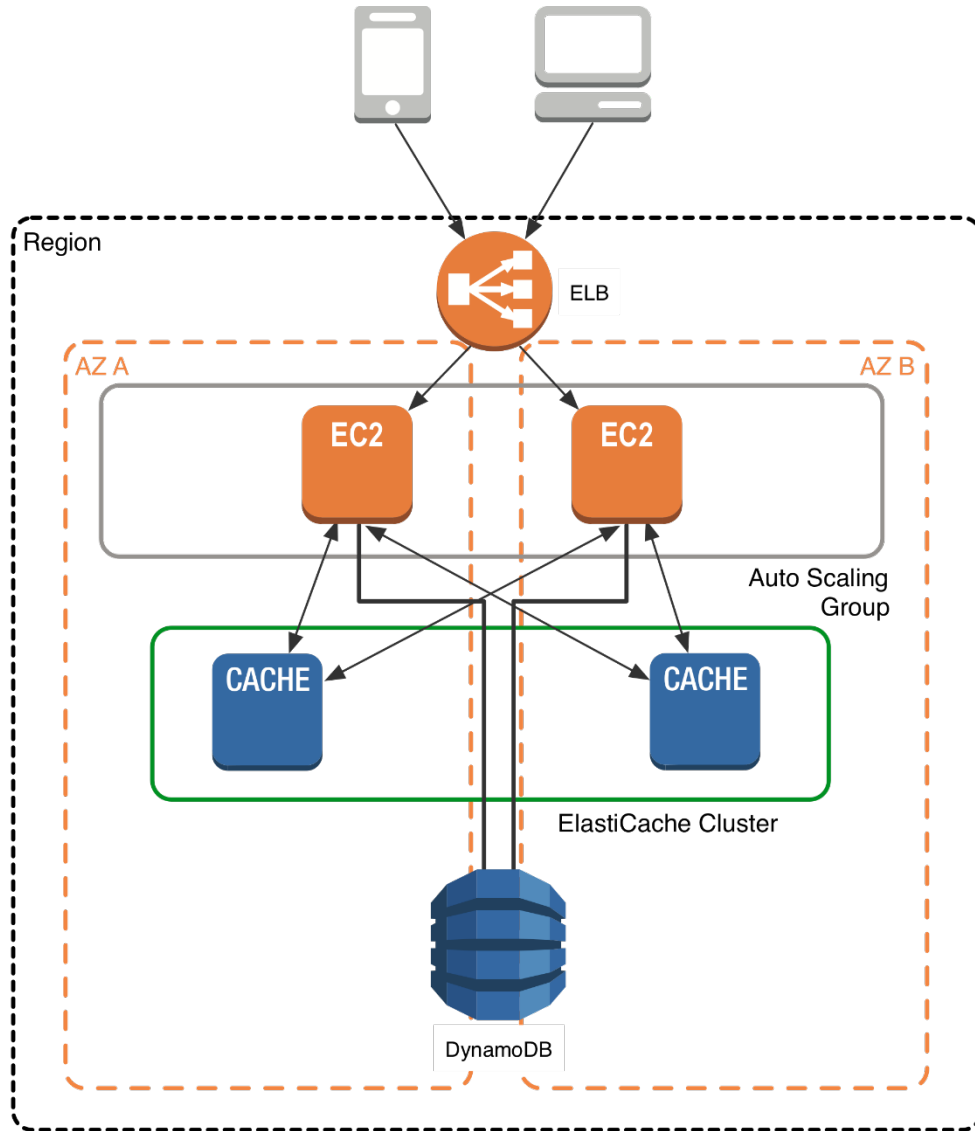 Region
ELB
AZ A
AZ B
EC2
EC2
Auto Scaling
Group
CACHE
CACHE
ElastiCache Cluster
DynamoDB